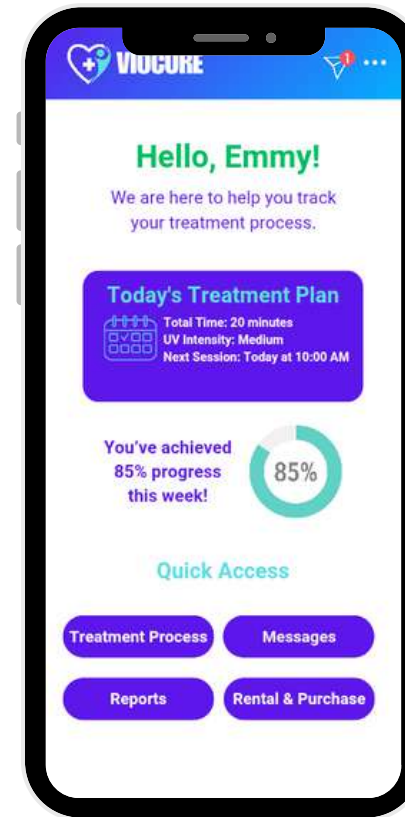 VIOCURE
1
Hello, Emmy!
We are here to help you track
your treatment process.
Today's Treatment Plan
Total Time: 20 minutes
UV Intensity: Medium
Next Session: Today at 10:00 AM
You've achieved
85% progress
this week!
85%
Quick Access
Treatment Process
Messages
Reports
Rental & Purchase